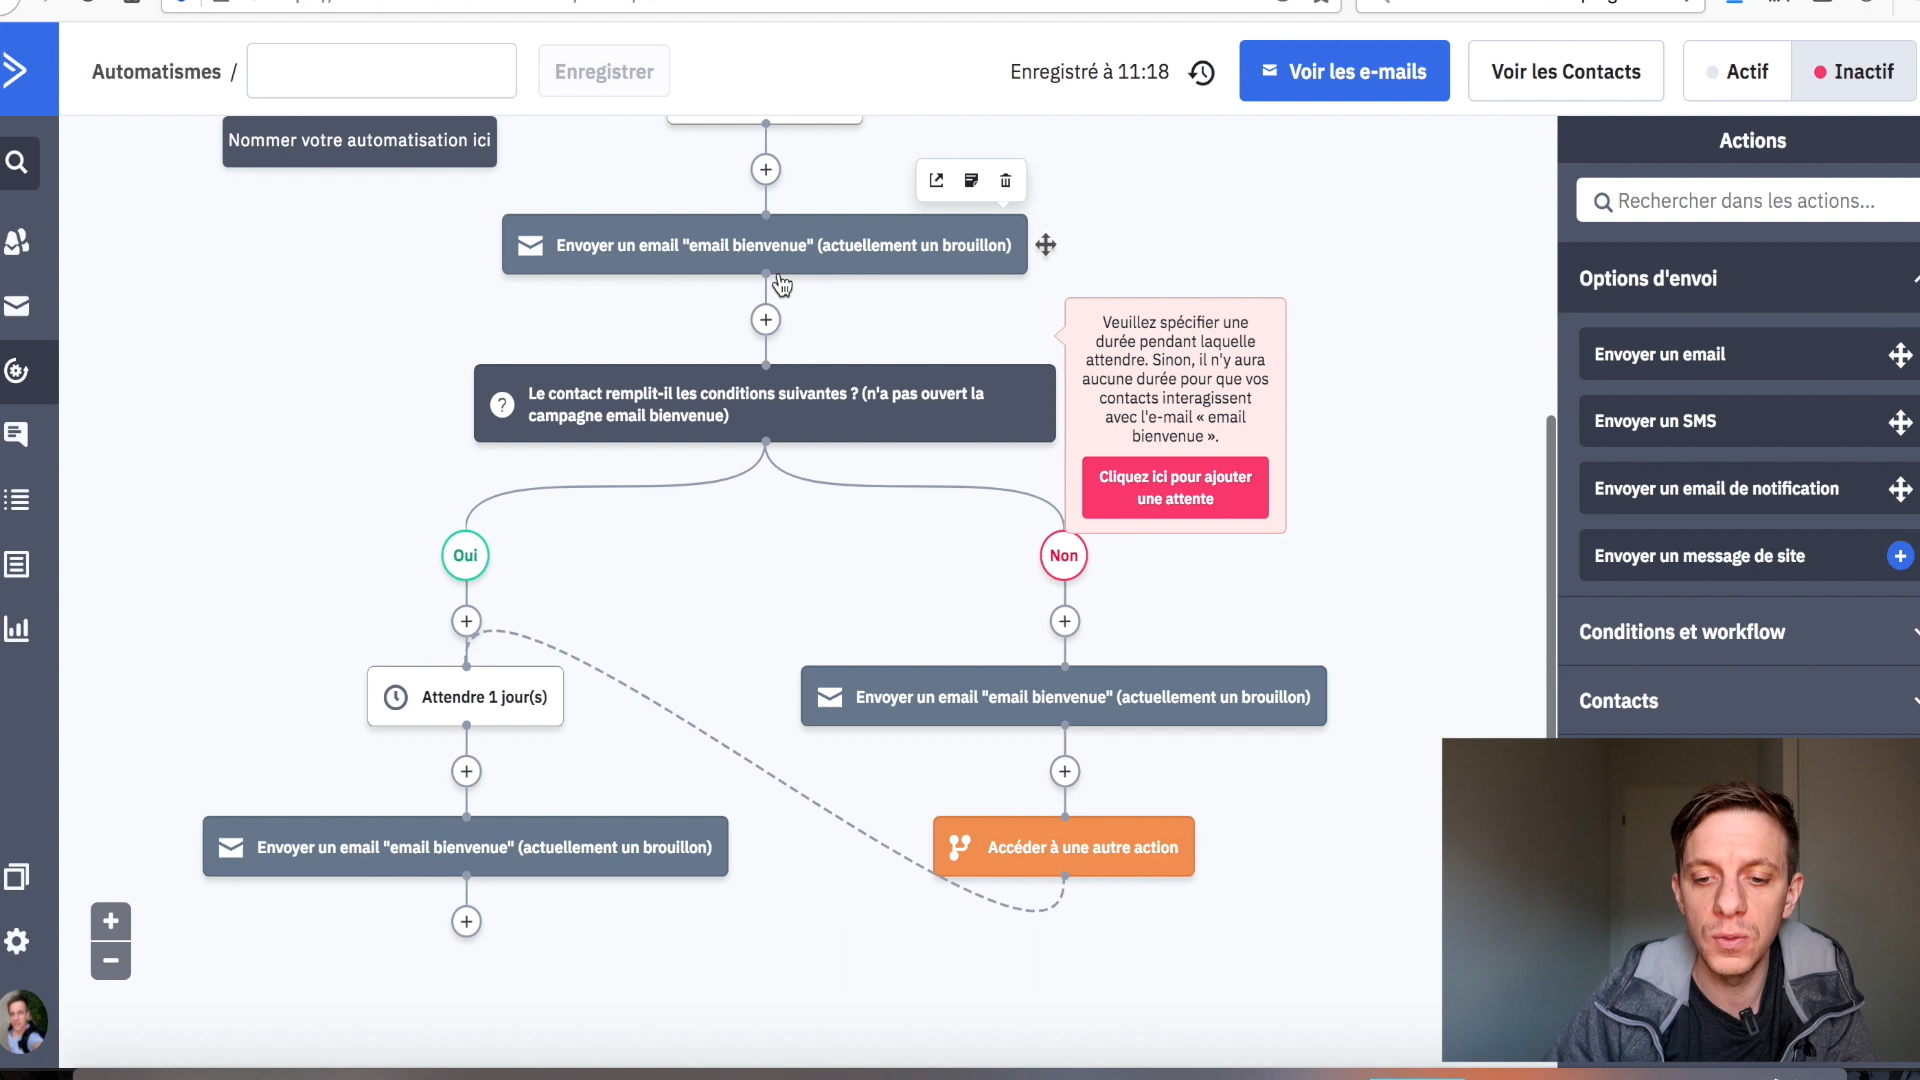 Automatismes /
Enregistrer
Enregistré à 11:18
Voir les e-mails
Voir les Contacts
Actif
Inactif
Nommer votre automatisation ici
Actions
Rechercher dans les actions...
Envoyer un email "email bienvenue" (actuellement un brouillon)
Options d'envoi
Veuillez spécifier une
durée pendant laquelle
attendre. Sinon, il n'y aura
aucune durée pour que vos
contacts interagissent
avec l'e-mail « email
bienvenue ».
Cliquez ici pour ajouter
une attente
Envoyer un email
Le contact remplit-il les conditions suivantes ? (n'a pas ouvert la
campagne email bienvenue)
Envoyer un SMS
Envoyer un email de notification
Oui
Non
Envoyer un message de site
Conditions et workflow
Attendre 1 jour(s)
Envoyer un email "email bienvenue" (actuellement un brouillon)
Contacts
Envoyer un email "email bienvenue" (actuellement un brouillon)
Accéder à une autre action